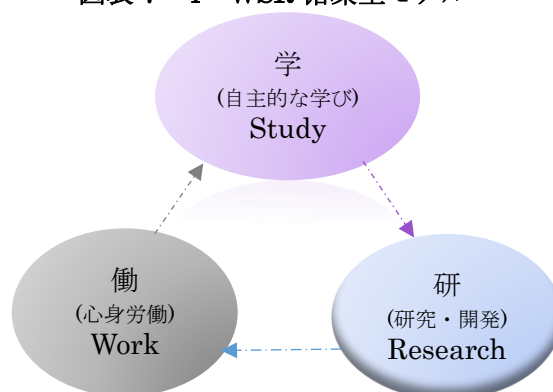 学
(自主的な学び)
Study
働
(心身労働)
Work
研
(研究・開発)
Research